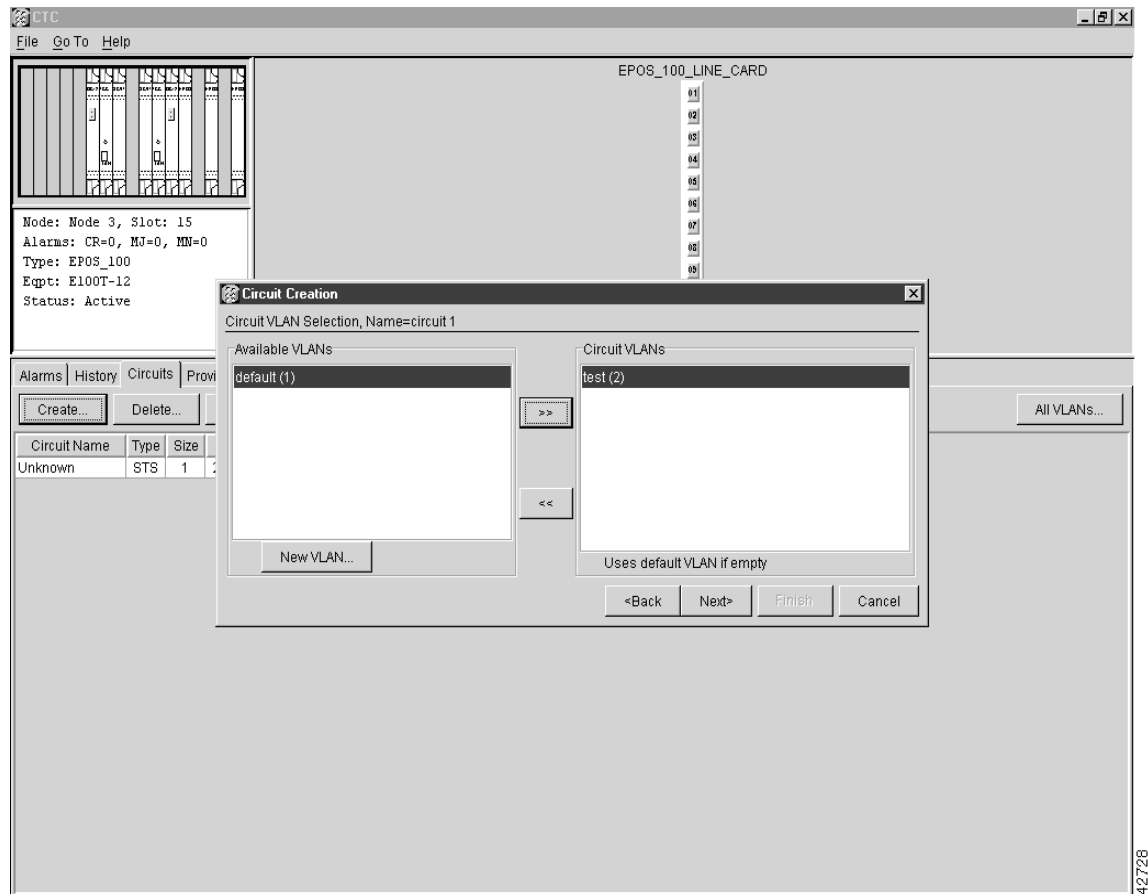 CTC
File Go To Help
EPOS_100_LINE_CARD
01
02
03
04
05
06
07
08
09
Node: Node 3, Slot: 15
Alarms: CR=0, MJ=0, MN=0
Type: EPOS_100
Eqpt: E100T-12
Status: Active
Circuit Creation
Circuit VLAN Selection, Name=circuit 1
Available VLANs
Circuit VLANs
default (1)
test (2)
>>
<<
New VLAN...
Uses default VLAN if empty
<Back Next> Finish Cancel
Alarms History Circuits Provi
Create... Delete... All VLANs...
Circuit Name Type Size
Unknown STS 1
42728